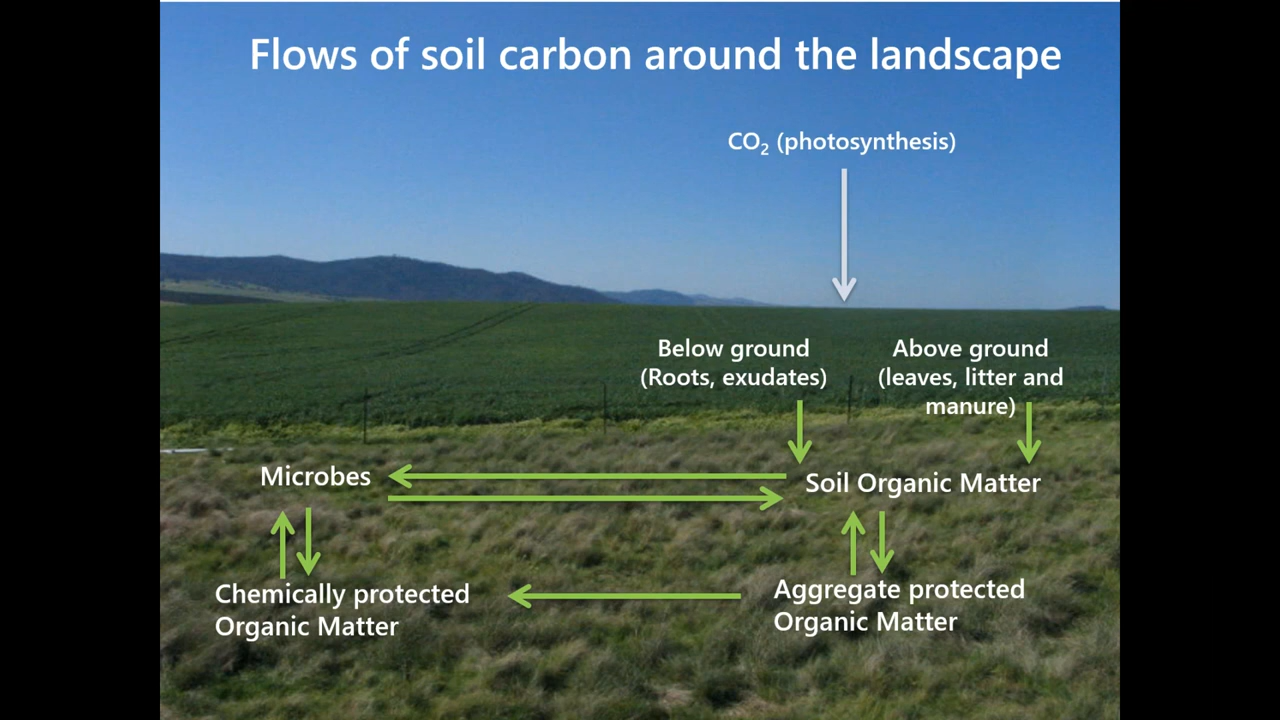 Flows of soil carbon around the landscape
CO₂ (photosynthesis)
Below ground
(Roots, exudates)
Above ground
(leaves, litter and
manure)
Microbes
Soil Organic Matter
Chemically protected
Organic Matter
Aggregate protected
Organic Matter